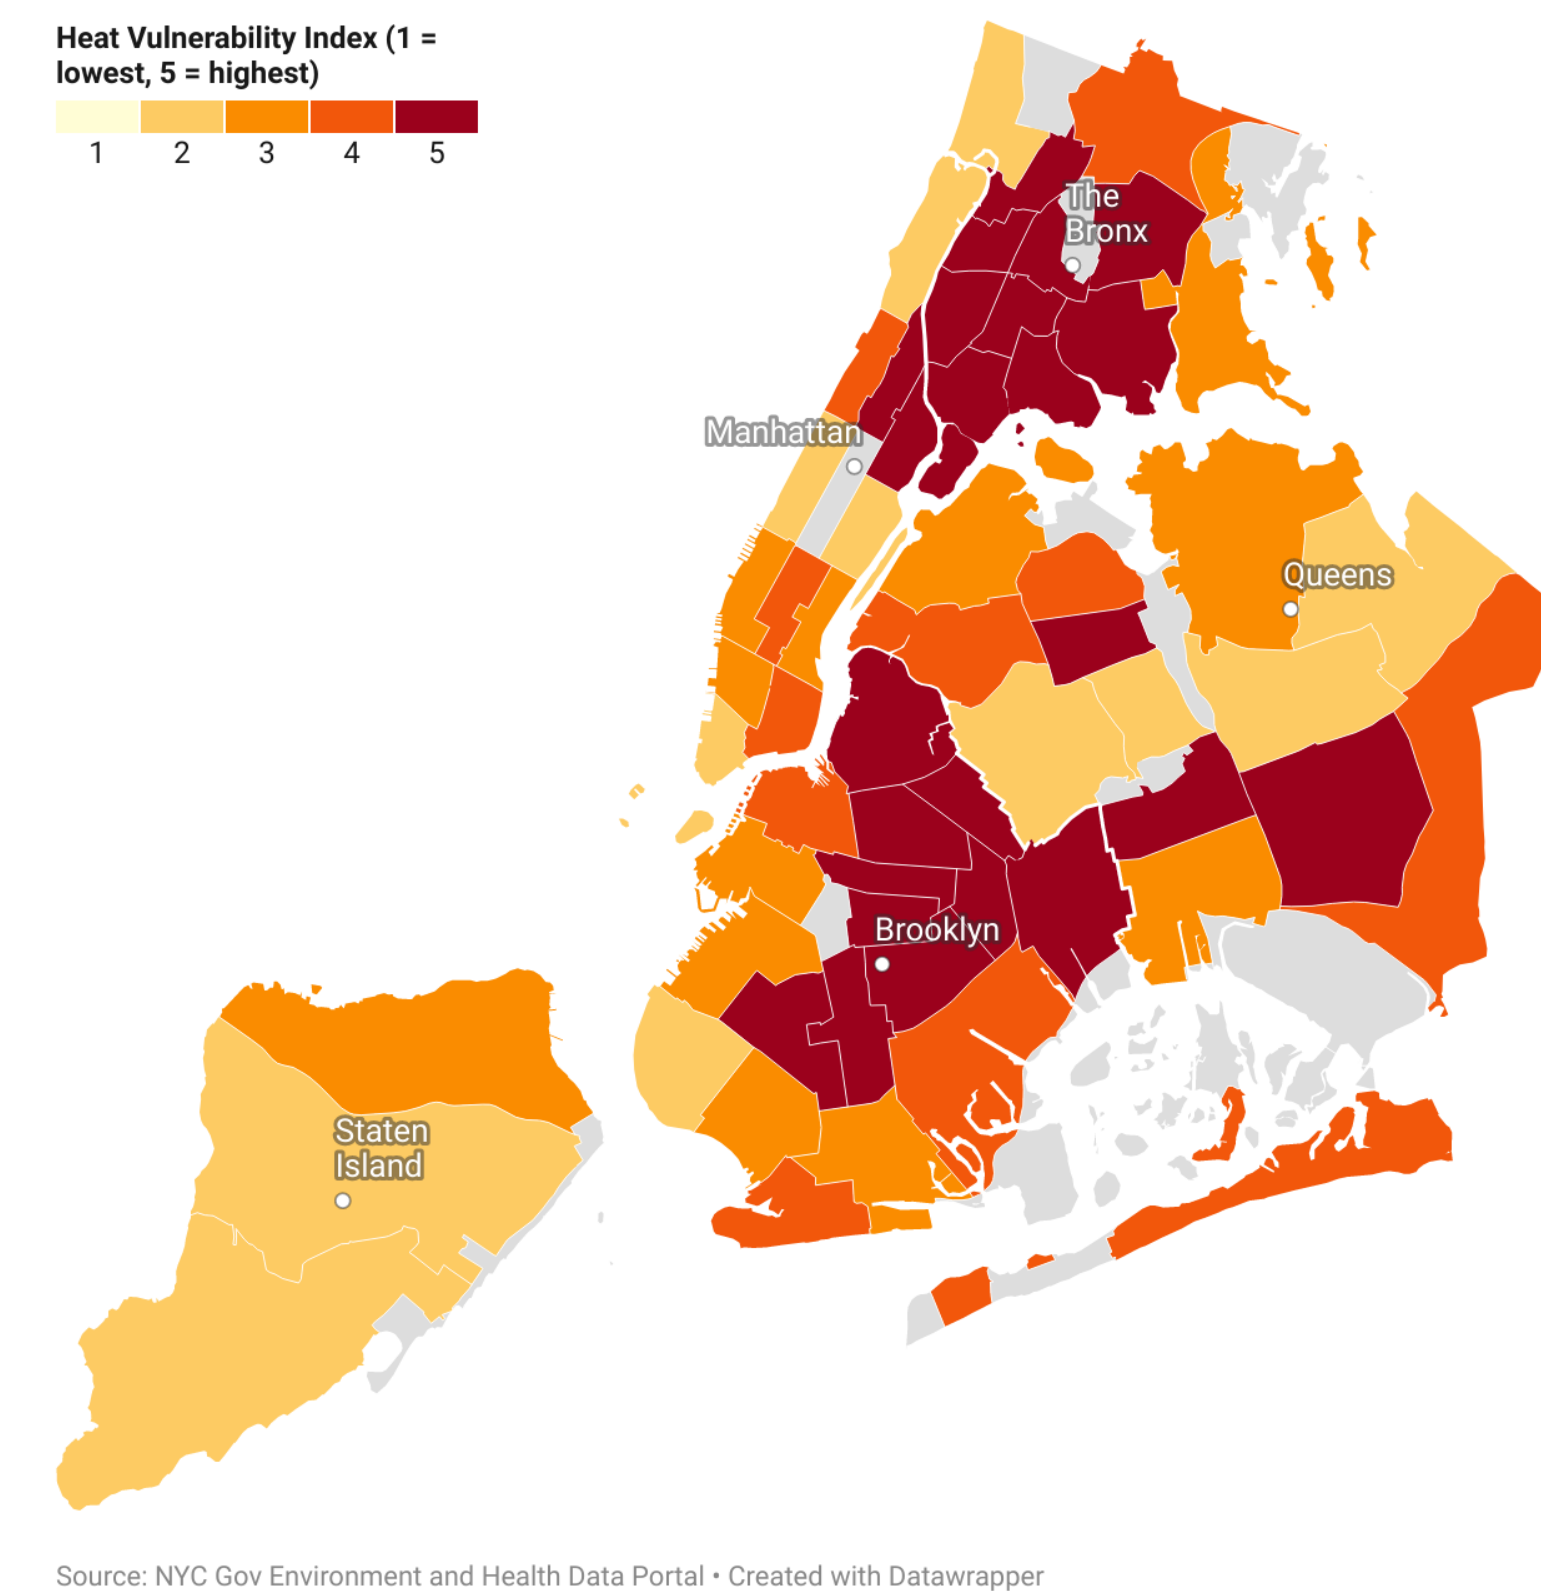 Heat Vulnerability Index (1 =
lowest, 5 = highest)
1 2 3 4 5
The
Bronx
Manhattan
Queens
Brooklyn
Staten
Island
Source: NYC Gov Environment and Health Data Portal • Created with Datawrapper